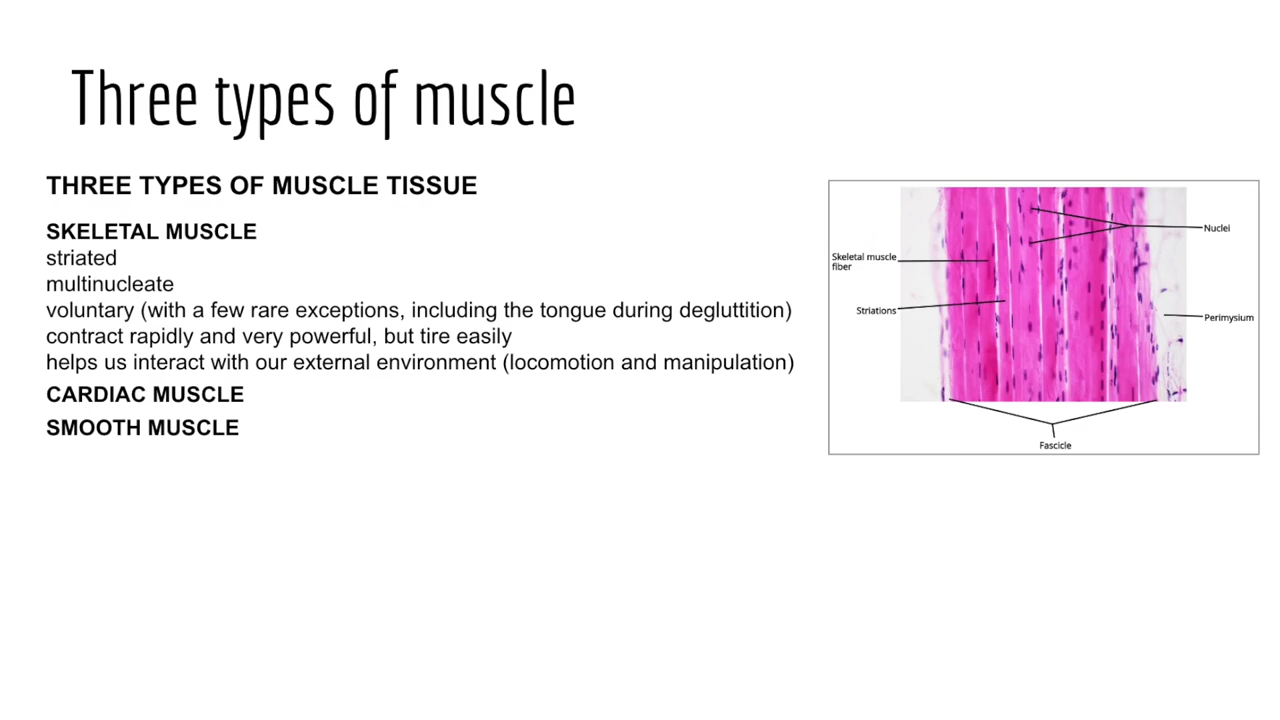 Three types of muscle
THREE TYPES OF MUSCLE TISSUE
SKELETAL MUSCLE
striated
multinucleate
voluntary (with a few rare exceptions, including the tongue during degluttition)
contract rapidly and very powerful, but tire easily
helps us interact with our external environment (locomotion and manipulation)
CARDIAC MUSCLE
SMOOTH MUSCLE
Nuclei
Skeletal muscle
fiber
Striations
Perimysium
Fascicle